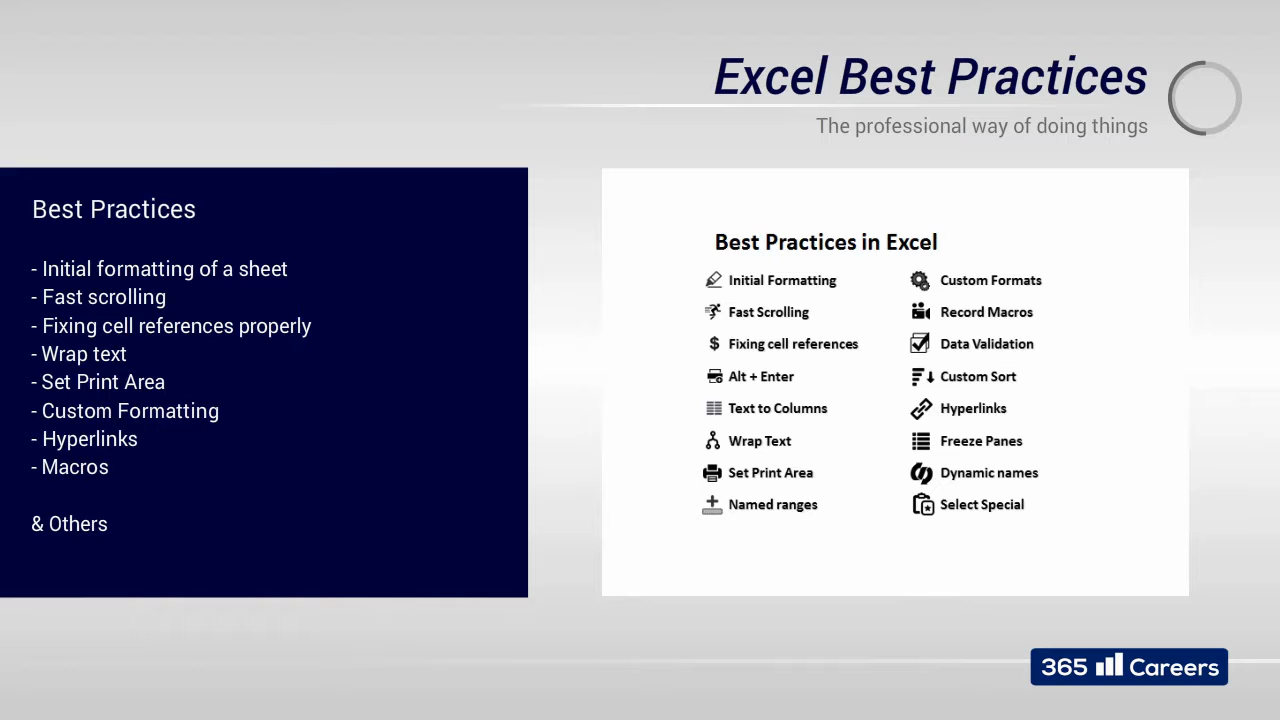 Excel Best Practices
The professional way of doing things
Best Practices
- Initial formatting of a sheet
- Fast scrolling
- Fixing cell references properly
- Wrap text
- Set Print Area
- Custom Formatting
- Hyperlinks
- Macros
& Others
Best Practices in Excel
Initial Formatting
Fast Scrolling
$ Fixing cell references
Alt + Enter
Text to Columns
Wrap Text
Set Print Area
Named ranges
Custom Formats
Record Macros
Data Validation
Custom Sort
Hyperlinks
Freeze Panes
Dynamic names
Select Special
365 Careers